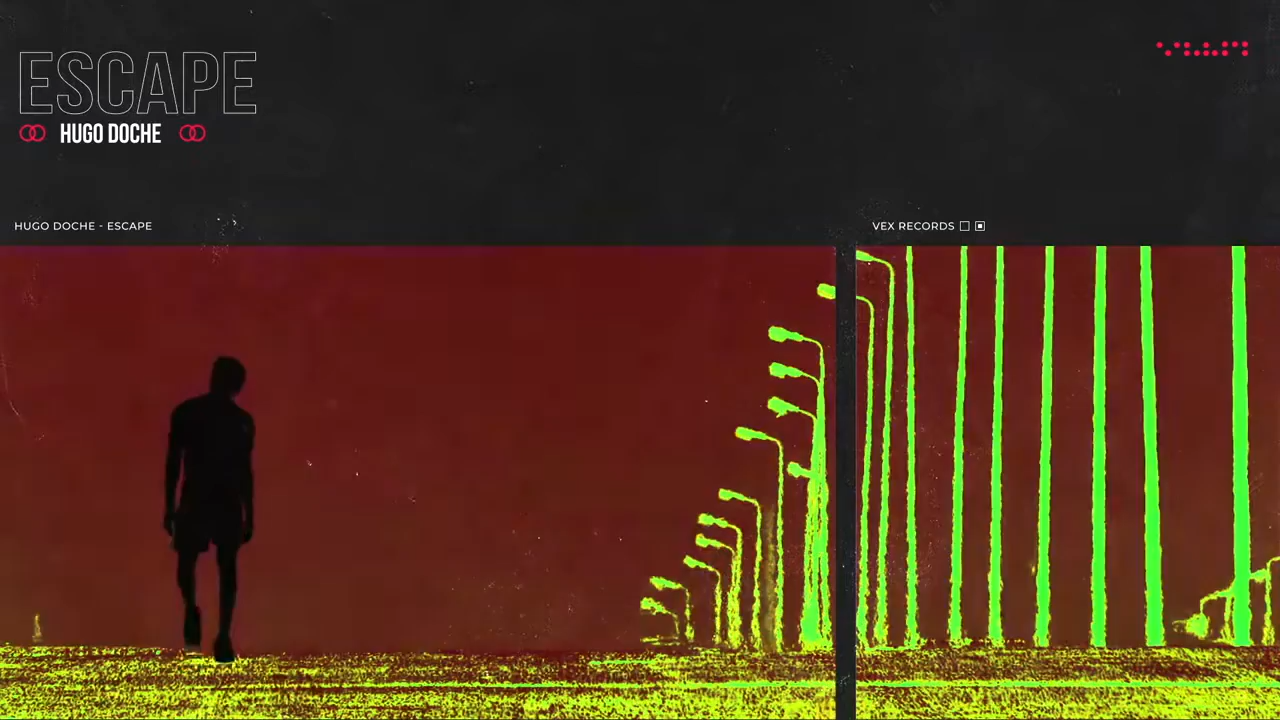 ESCAPE
HUGO DOCHE
HUGO DOCHE - ESCAPE
VEX RECORDS